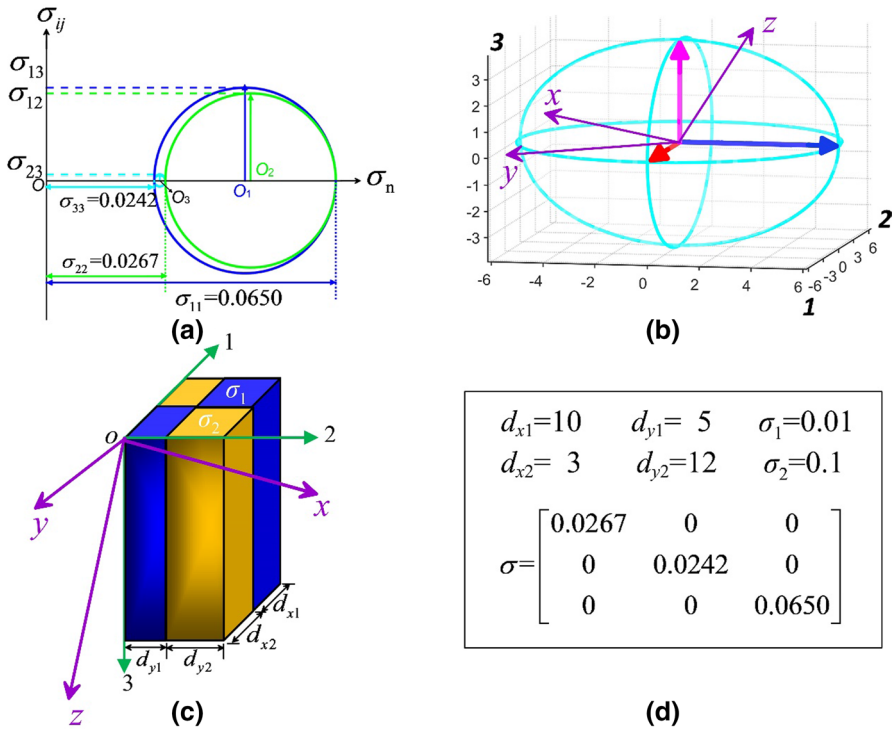 σij
σ13
σ12
σ23
O
O3
O2
O1
σn
σ33=0.0242
σ22=0.0267
σ11=0.0650
(a)
3
3
2
1
0
-1
-2
-3
-6 -4 -2 0 2 4 6
6 -6 -3 0 3 6
1
2
x
y
z
(b)
1
σ1
σ2
o
2
x
y
z
3
dy1 dy2
dx2
dx1
(c)
dx1=10 dy1= 5 σ1=0.01
dx2= 3 dy2=12 σ2=0.1
0.0267 0 0
σ= 0 0.0242 0
0 0 0.0650
(d)